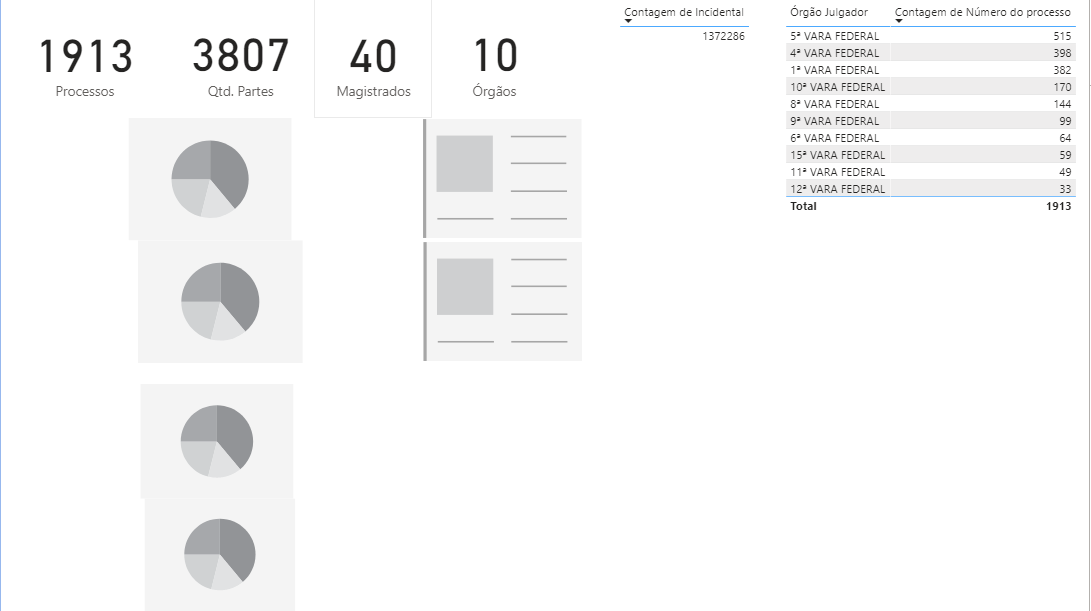 1913
Processos
3807
Qtd. Partes
40
Magistrados
10
Órgãos
Contagem de Incidental
1372286
Órgão Julgador Contagem de Número do processo
5ª VARA FEDERAL 515
4ª VARA FEDERAL 398
1ª VARA FEDERAL 382
10ª VARA FEDERAL 170
8ª VARA FEDERAL 144
9ª VARA FEDERAL 99
6ª VARA FEDERAL 64
15ª VARA FEDERAL 59
11ª VARA FEDERAL 49
12ª VARA FEDERAL 33
Total 1913